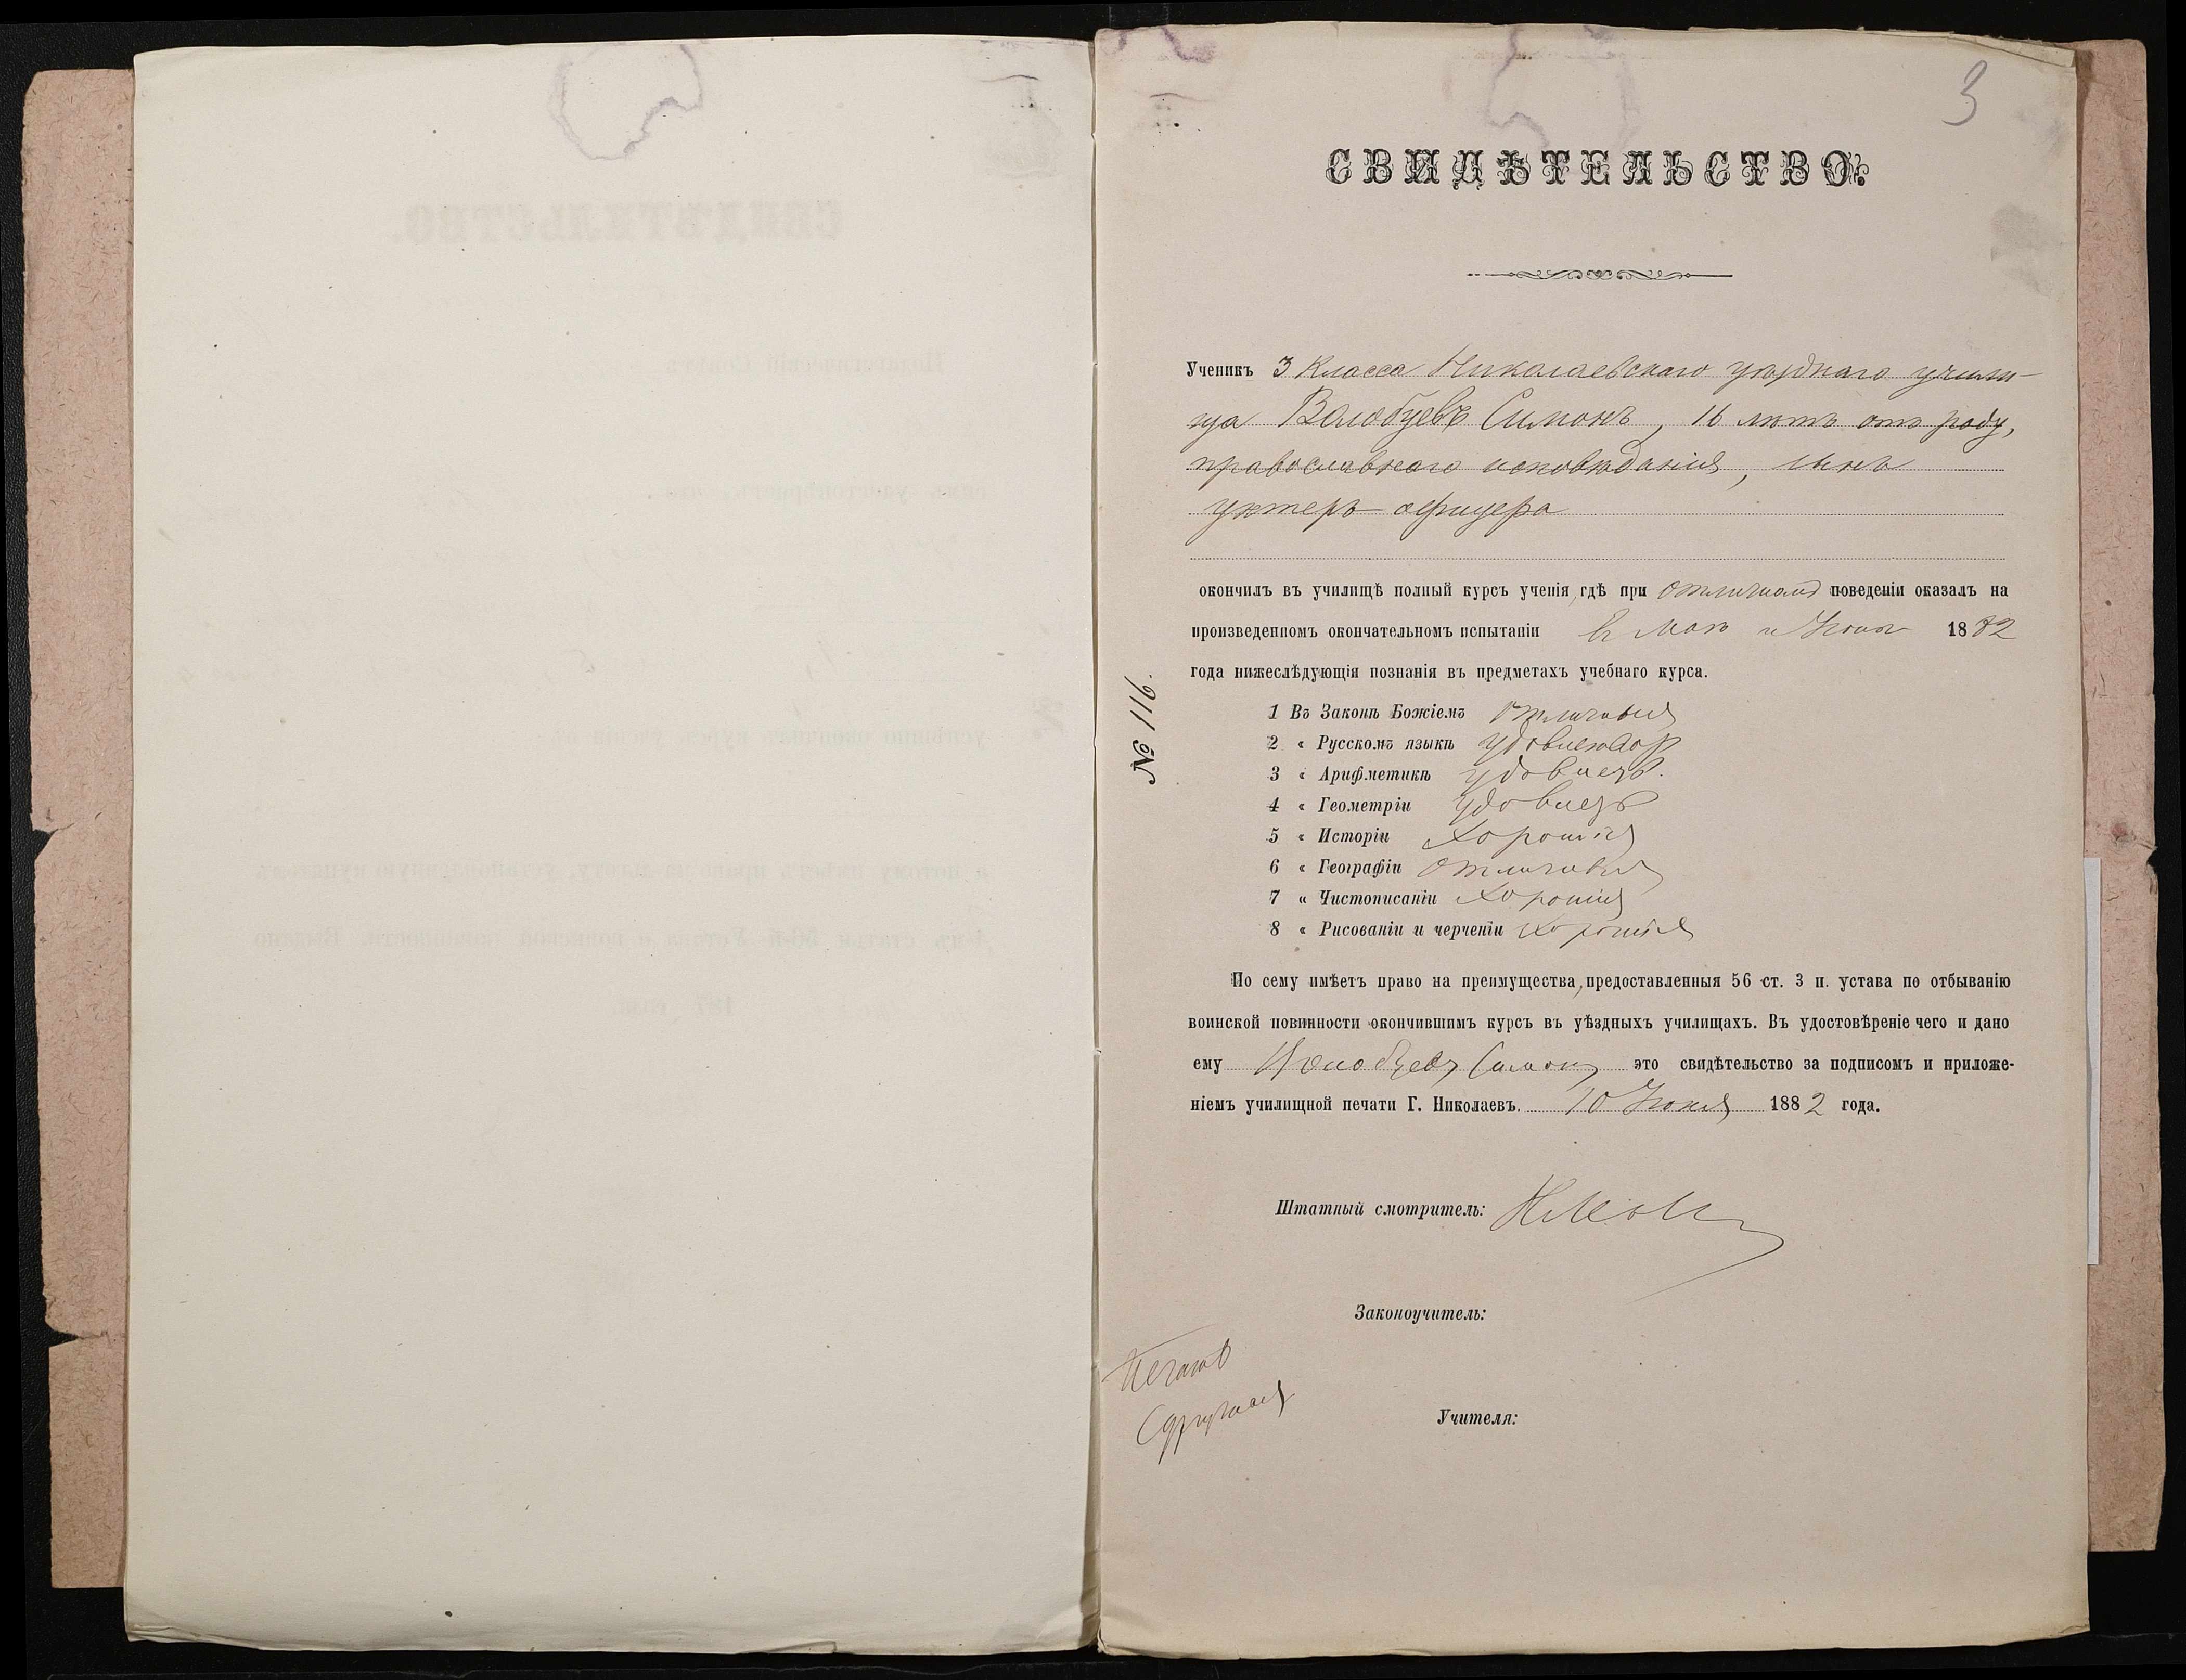 3
СВИДѢТЕЛЬСТВО.
Ученикъ 3 Класса Николаевскаго уѣзднаго учили-
ща Симонъ, 16 лѣтъ отъ роду,
православнаго исповѣданія, сынъ
унтеръ-офицера
окончилъ въ училищѣ полный курсъ ученія, гдѣ при отличномъ поведеніи оказалъ на
произведенномъ окончательномъ испытаніи въ Маѣ и Іюнѣ 1882
года нижеслѣдующія познанія въ предметахъ учебнаго курса.
№ 116.
1 Въ Законѣ Божіемъ отличныя
2 « Русскомъ языкѣ удовлетвор
3 « Ариѳметикѣ удовлетв.
4 « Геометріи удовлетв
5 « Исторіи хорошія
6 « Географіи отличныя
7 « Чистописаніи хорошія
8 « Рисованіи и черченіи хорошія
По сему имѣетъ право на преимущества, предоставленныя 56 ст. 3 п. устава по отбыванію
воинской повинности окончившимъ курсъ въ уѣздныхъ училищахъ. Въ удостовѣреніе чего и дано
ему Симону это свидѣтельство за подписомъ и приложе-
ніемъ училищной печати Г. Николаевъ. 10 Іюня 1882 года.
Штатный смотритель:
Законоучитель:
Печать
Учителя: